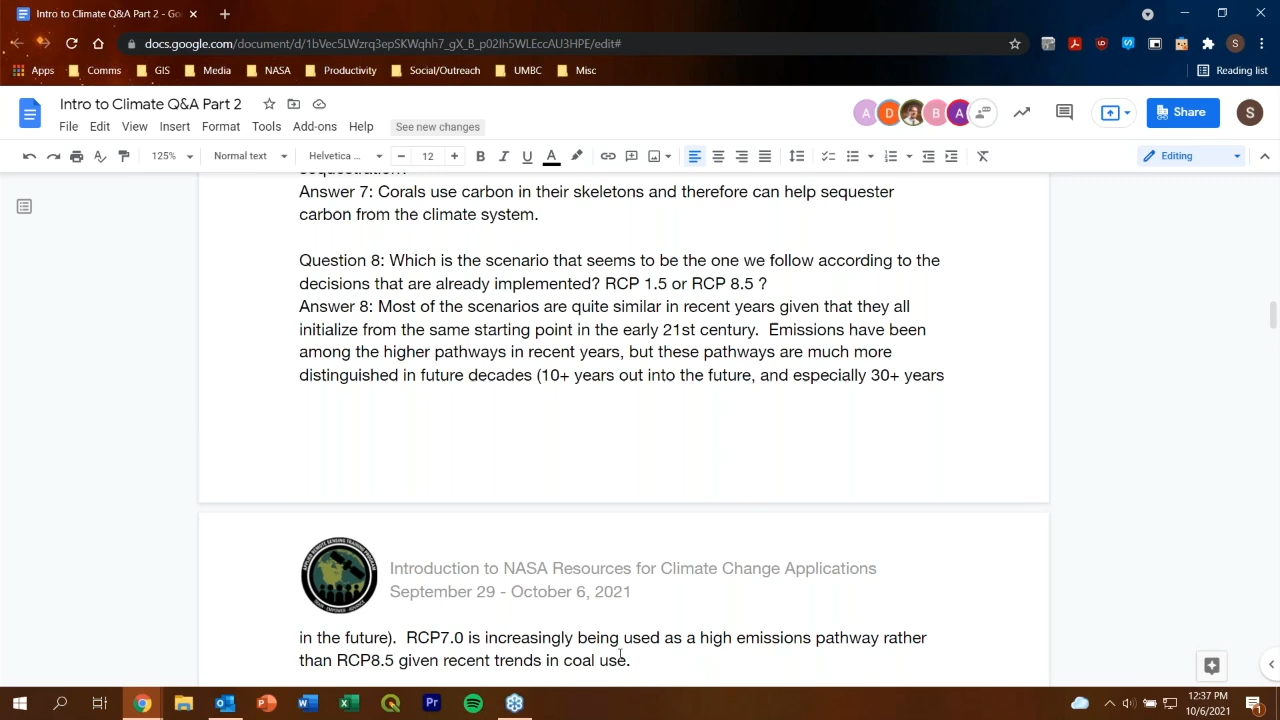 Intro to Climate Q&A Part 2 - Go
docs.google.com/document/d/1bVec5LWzrq3epSKWqhh7_gX_B_p02Ih5WLEccAU3HPE/edit#
Apps Comms GIS Media NASA Productivity Social/Outreach UMBC Misc Reading list
Intro to Climate Q&A Part 2
File Edit View Insert Format Tools Add-ons Help See new changes
A D B A Share S
125% Normal text Helvetica ... 12 B I U A Editing
sequestration?
Answer 7: Corals use carbon in their skeletons and therefore can help sequester
carbon from the climate system.
Question 8: Which is the scenario that seems to be the one we follow according to the
decisions that are already implemented? RCP 1.5 or RCP 8.5 ?
Answer 8: Most of the scenarios are quite similar in recent years given that they all
initialize from the same starting point in the early 21st century. Emissions have been
among the higher pathways in recent years, but these pathways are much more
distinguished in future decades (10+ years out into the future, and especially 30+ years
Introduction to NASA Resources for Climate Change Applications
September 29 - October 6, 2021
in the future). RCP7.0 is increasingly being used as a high emissions pathway rather
than RCP8.5 given recent trends in coal use.
12:37 PM
10/6/2021